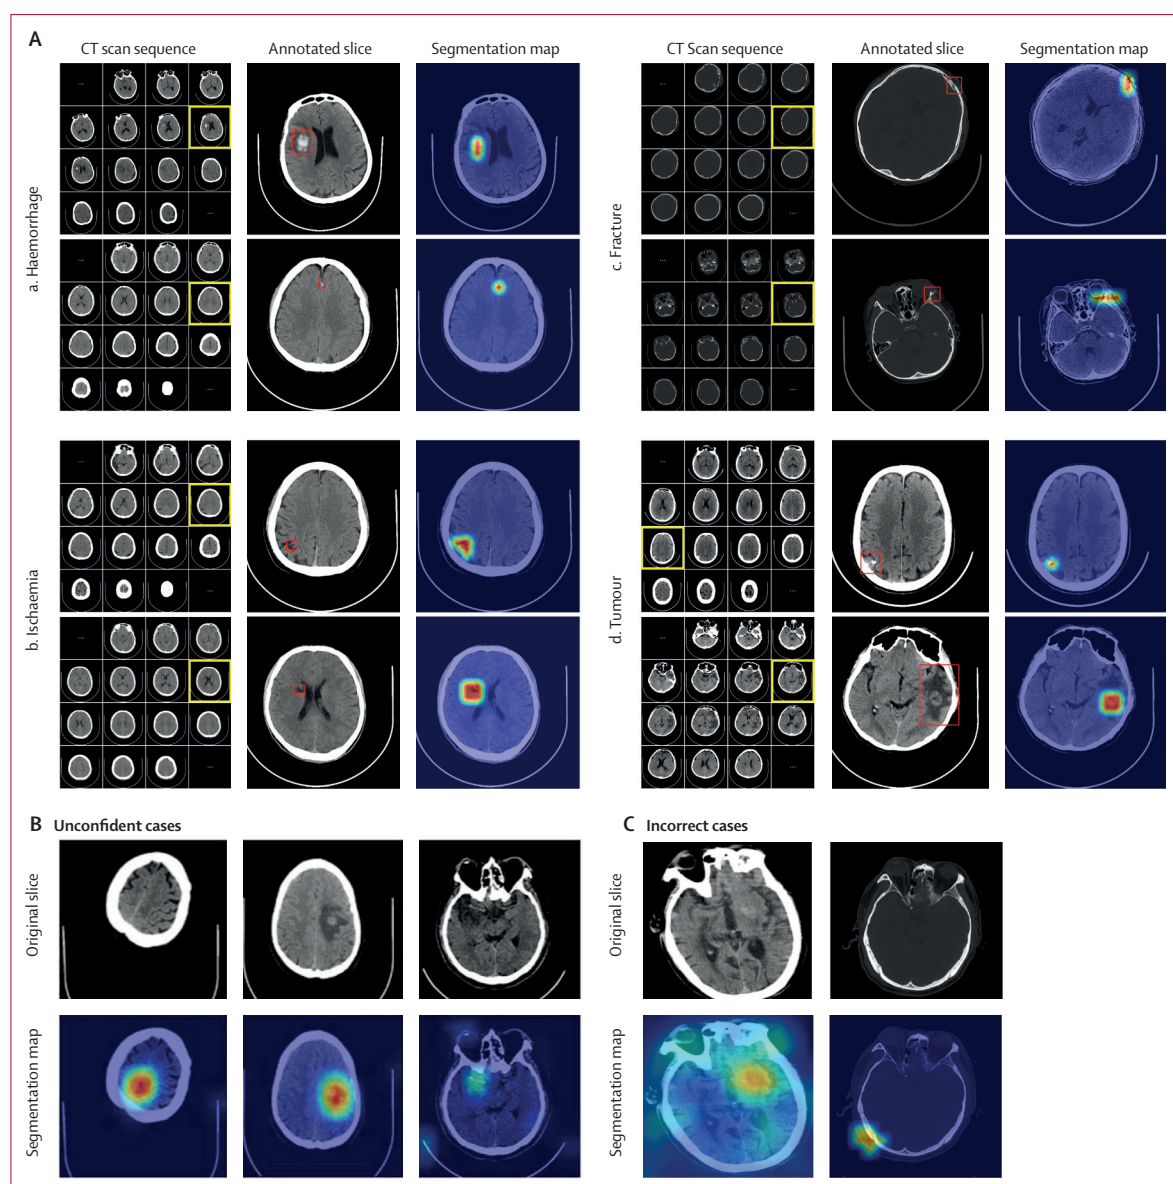 A
CT scan sequence
Annotated slice
Segmentation map
CT Scan sequence
Annotated slice
Segmentation map
a. Haemorrhage
c. Fracture
...
...
...
...
...
...
...
...
b. Ischaemia
d. Tumour
...
...
...
...
...
...
...
...
B Unconfident cases
C Incorrect cases
Original slice
Original slice
Segmentation map
Segmentation map